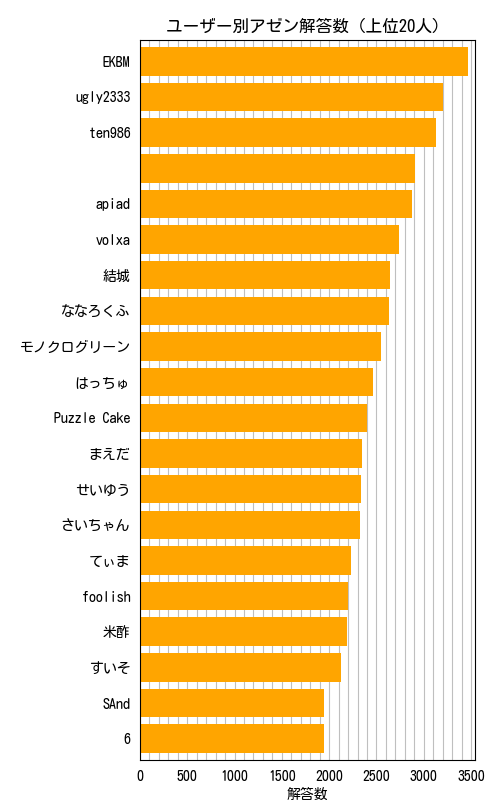 ユーザー別アゼン解答数 (上位20人)
EKBM
ugly2333
ten986
apiad
volxa
結城
ななろくふ
モノクログリーン
はっちゅ
Puzzle Cake
まえだ
せいゆう
さいちゃん
てぃま
foolish
米酢
すいそ
SAnd
6
0 500 1000 1500 2000 2500 3000 3500
解答数